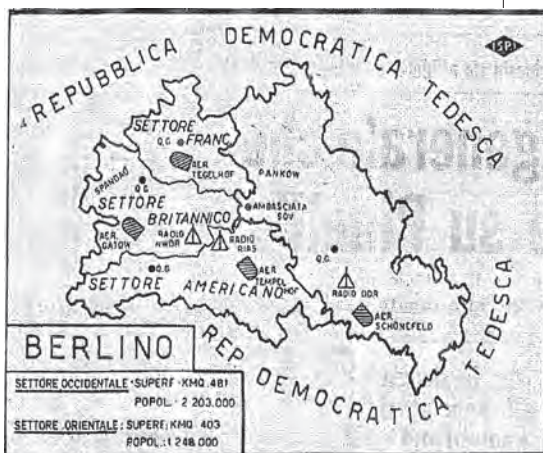 REPUBBLICA DEMOCRATICA TEDESCA
ISPI
SETTORE FRANC.
Q.G.
AER. TEGELHOF
PANKOW
SPANDAU
Q.G.
AMBASCIATA SOV.
SETTORE BRITANNICO
AER. GATOW
RADIO NWDR
RADIO RIAS
Q.G.
Q.G.
AER. TEMPELHOF
SETTORE AMERICANO
RADIO DDR
AER. SCHÖNEFELD
REP. DEMOCRATICA TEDESCA
BERLINO
SETTORE OCCIDENTALE: SUPERF. KMQ. 481
POPOL.: 2 203.000
SETTORE ORIENTALE: SUPERF. KMQ. 403
POPOL.: 1 248.000